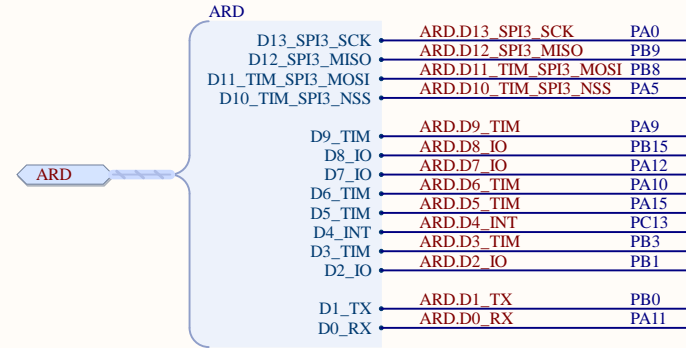 ARD
D13_SPI3_SCK ARD.D13_SPI3_SCK PA0
D12_SPI3_MISO ARD.D12_SPI3_MISO PB9
D11_TIM_SPI3_MOSI ARD.D11_TIM_SPI3_MOSI PB8
D10_TIM_SPI3_NSS ARD.D10_TIM_SPI3_NSS PA5
D9_TIM ARD.D9_TIM PA9
D8_IO ARD.D8_IO PB15
ARD D7_IO ARD.D7_IO PA12
D6_TIM ARD.D6_TIM PA10
D5_TIM ARD.D5_TIM PA15
D4_INT ARD.D4_INT PC13
D3_TIM ARD.D3_TIM PB3
D2_IO ARD.D2_IO PB1
D1_TX ARD.D1_TX PB0
D0_RX ARD.D0_RX PA11